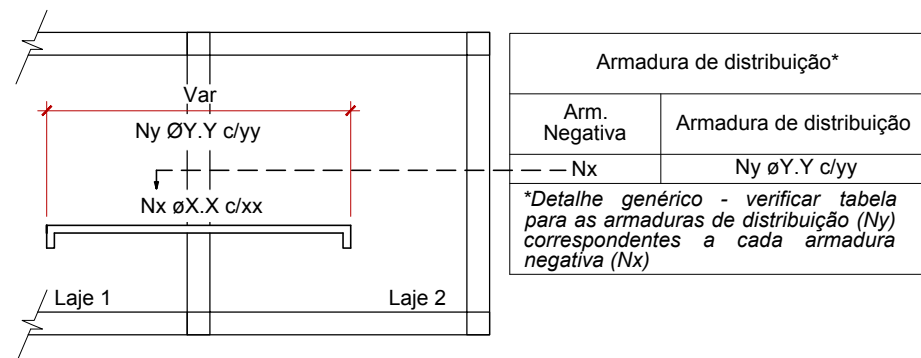 Var
Ny ØY.Y c/yy
Nx øX.X c/xx
Laje 1
Laje 2
Armadura de distribuição*
Arm.
Negativa
Armadura de distribuição
Nx
Ny øY.Y c/yy
*Detalhe genérico - verificar tabela
para as armaduras de distribuição (Ny)
correspondentes a cada armadura
negativa (Nx)